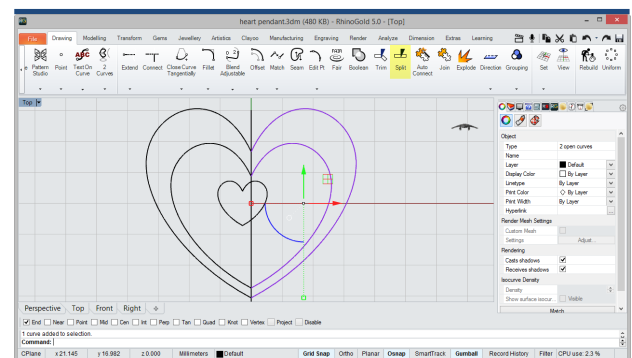 heart pendant.3dm (480 KB) - RhinoGold 5.0 - [Top]
File Drawing Modelling Transform Gems Jewellery Artistics Clayoo Manufacturing Engraving Render Analyze Dimension Extras Learning
Pattern Studio Point Text On Curve 2 Curves Extend Connect Close Curve Tangentially Fillet Blend Adjustable Offset Match Seam Edit Pt Fair Boolean Trim Split Auto Connect Join Explode Direction Grouping Set View Rebuild Uniform
Top
Object
Type 2 open curves
Name
Layer Default
Display Color By Layer
Linetype By Layer
Print Color By Layer
Print Width By Layer
Hyperlink
Render Mesh Settings
Custom Mesh
Settings Adjust...
Rendering
Casts shadows
Receives shadows
Isocurve Density
Density
Show surface isocur... Visible
Match
Perspective Top Front Right
End Near Point Mid Cen Int Perp Tan Quad Knot Vertex Project Disable
1 curve added to selection.
Command:
CPlane x 21.145 y 16.982 z 0.000 Millimeters Default Grid Snap Ortho Planar Osnap SmartTrack Gumball Record History Filter CPU use: 2.3 %